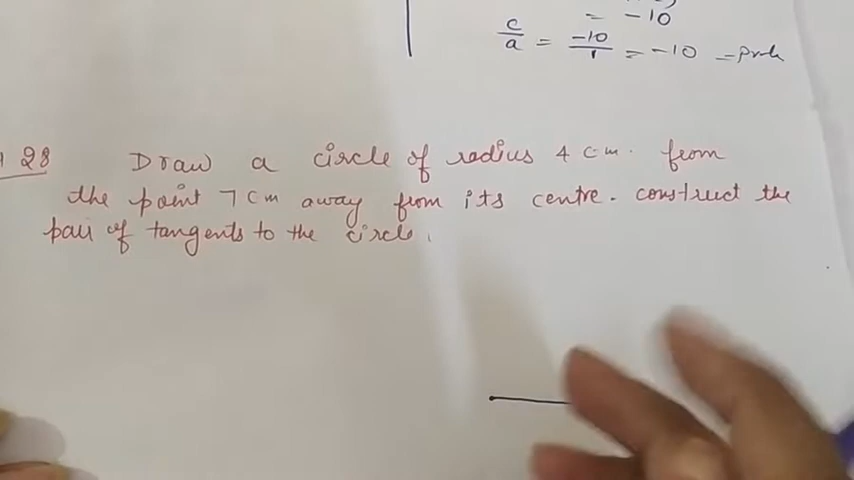 = -10
c/a = -10/1 = -10 =
28 Draw a circle of radius 4 cm. from
the point 7 cm away from its centre. construct the
pair of tangents to the circle.